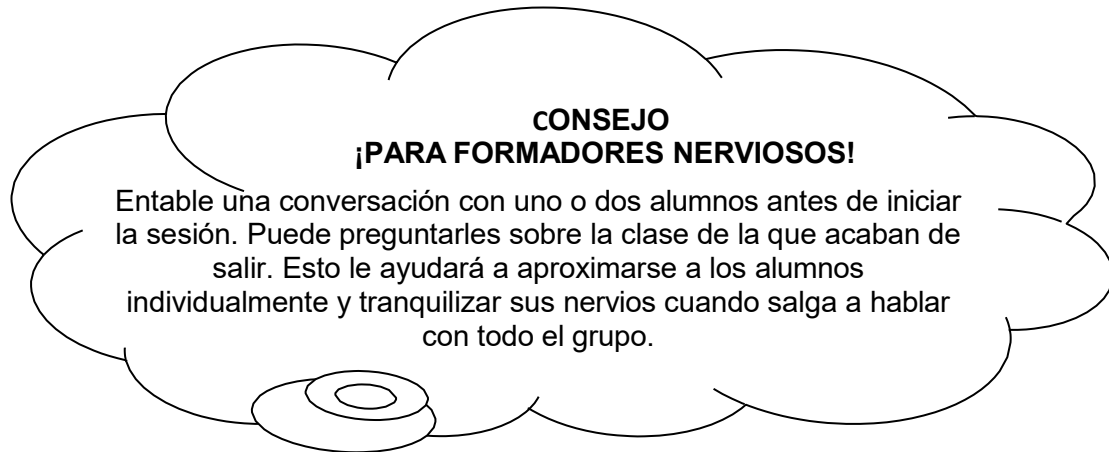 CONSEJO
¡PARA FORMADORES NERVIOSOS!
Entable una conversación con uno o dos alumnos antes de iniciar
la sesión. Puede preguntarles sobre la clase de la que acaban de
salir. Esto le ayudará a aproximarse a los alumnos
individualmente y tranquilizar sus nervios cuando salga a hablar
con todo el grupo.